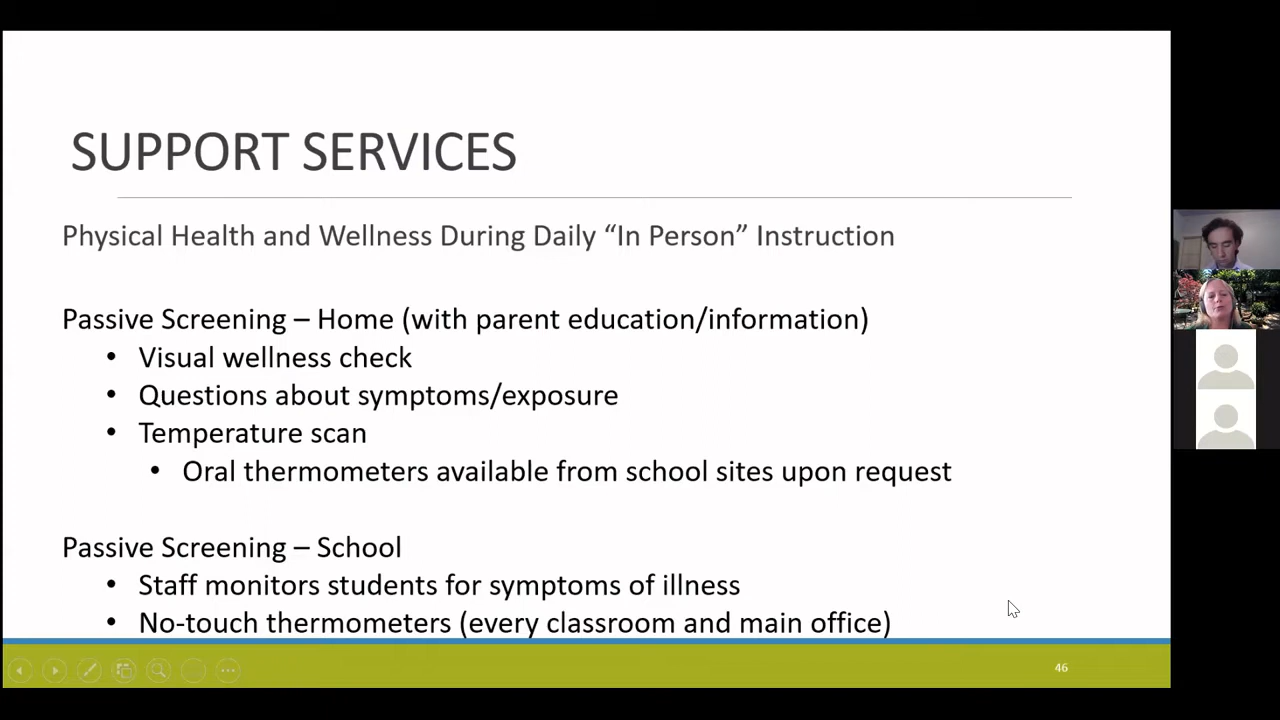 SUPPORT SERVICES
Physical Health and Wellness During Daily “In Person” Instruction
Passive Screening – Home (with parent education/information)
• Visual wellness check
• Questions about symptoms/exposure
• Temperature scan
• Oral thermometers available from school sites upon request
Passive Screening – School
• Staff monitors students for symptoms of illness
• No-touch thermometers (every classroom and main office)
46